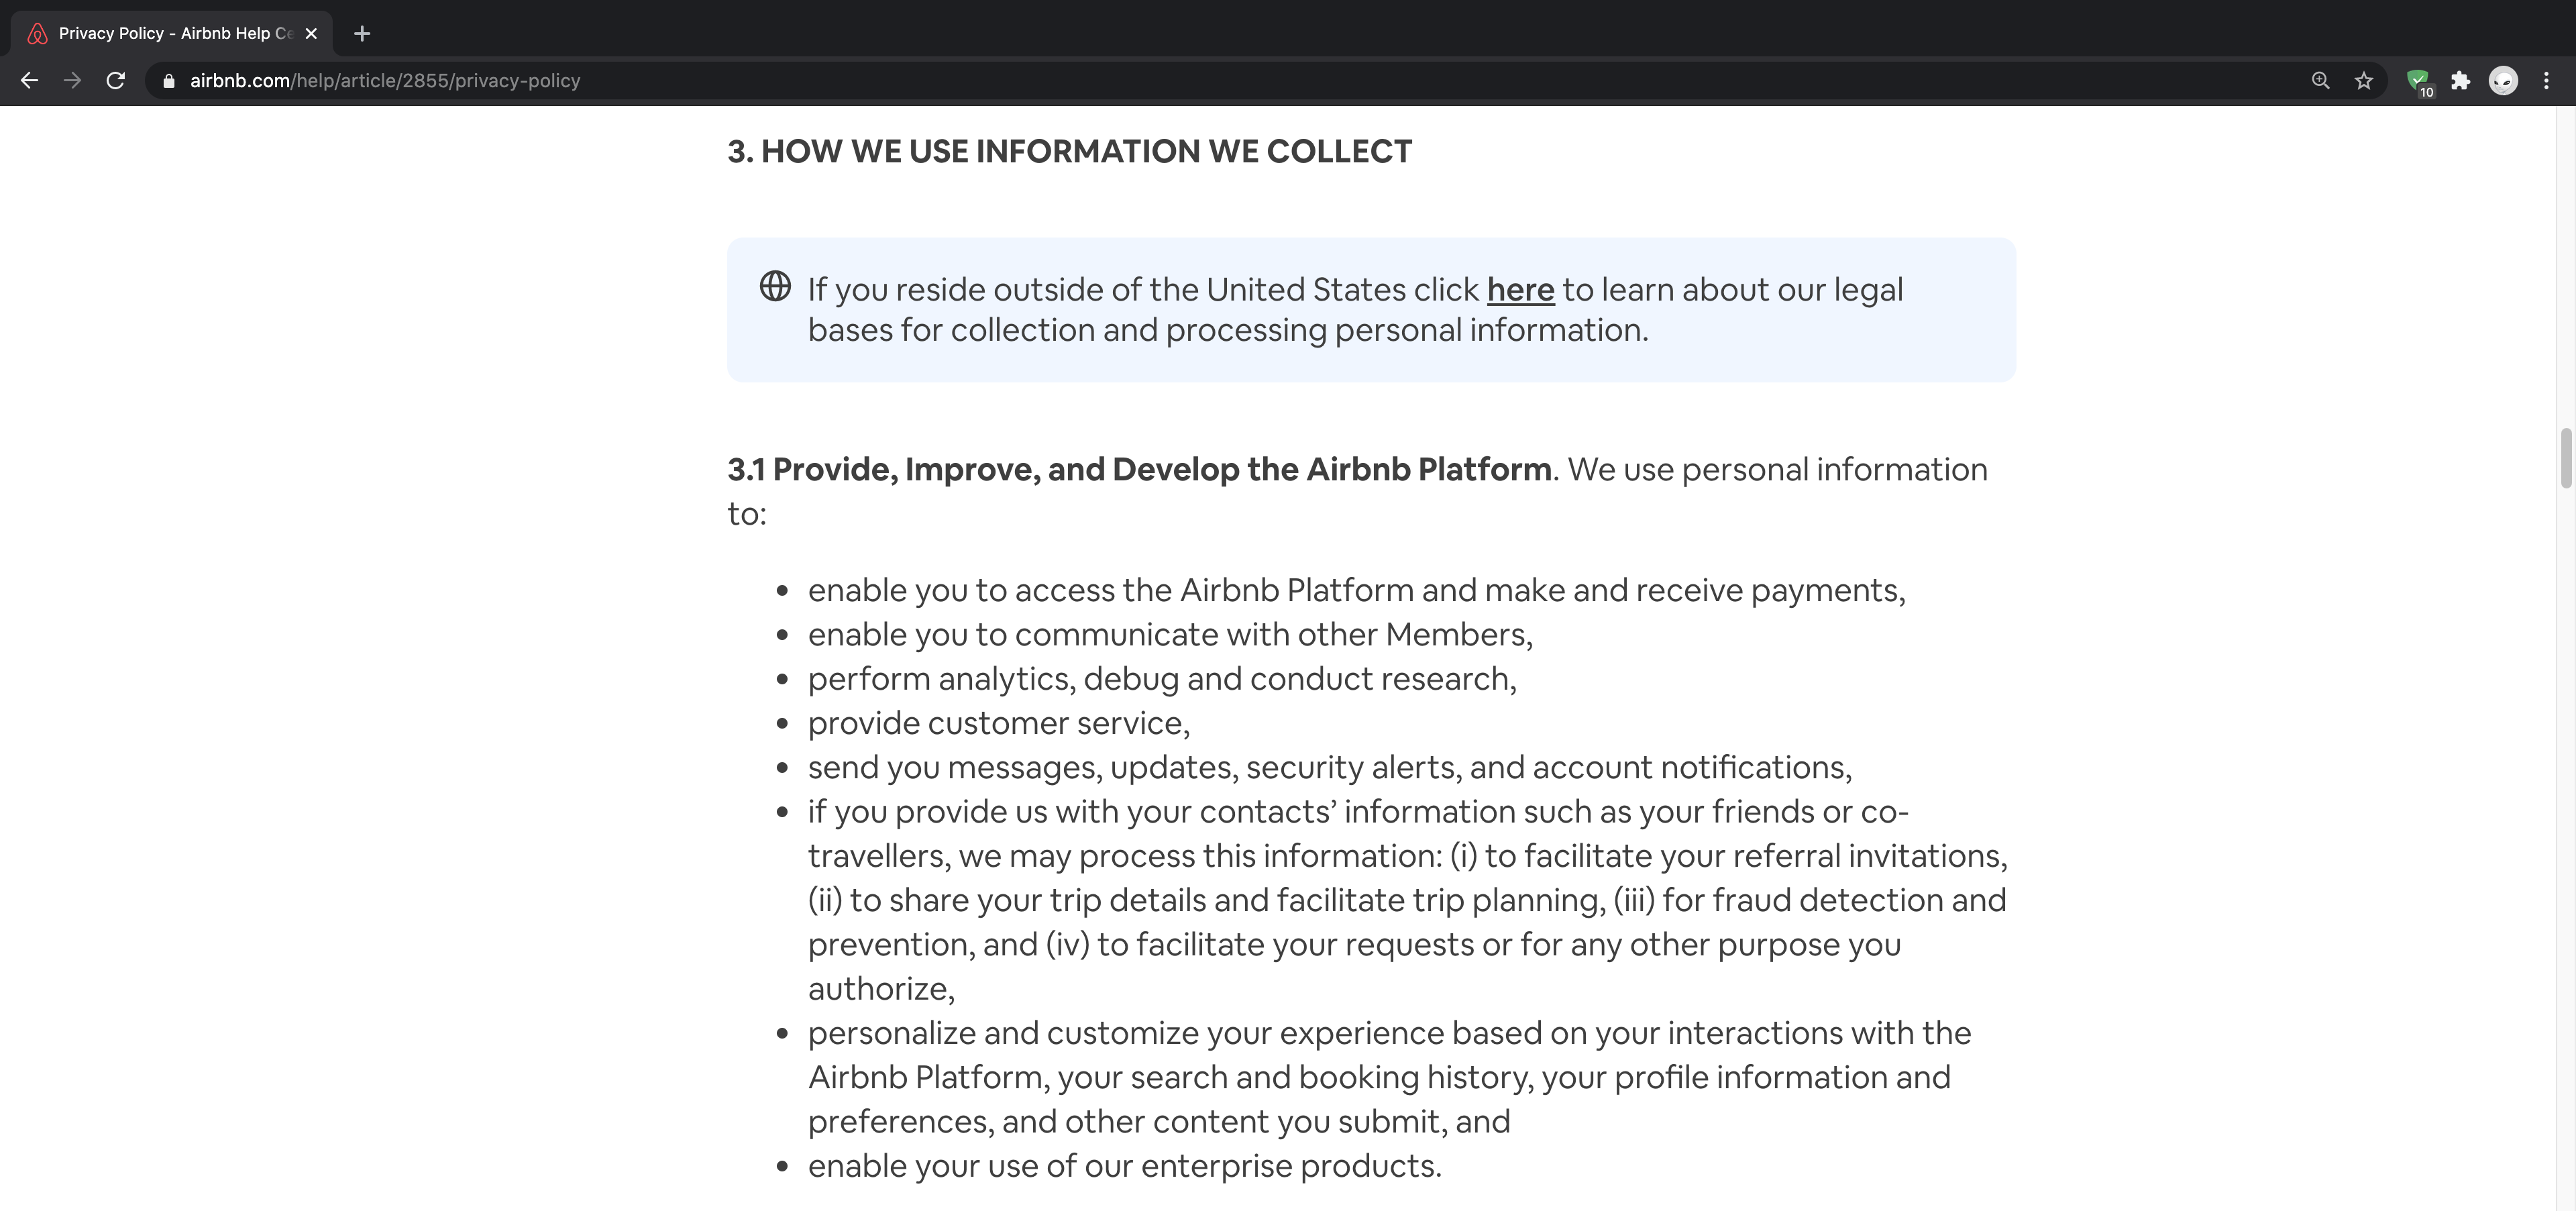 Privacy Policy - Airbnb Help Ce
airbnb.com/help/article/2855/privacy-policy
10
3. HOW WE USE INFORMATION WE COLLECT
If you reside outside of the United States click here to learn about our legal
bases for collection and processing personal information.
3.1 Provide, Improve, and Develop the Airbnb Platform. We use personal information
to:
• enable you to access the Airbnb Platform and make and receive payments,
• enable you to communicate with other Members,
• perform analytics, debug and conduct research,
• provide customer service,
• send you messages, updates, security alerts, and account notifications,
• if you provide us with your contacts’ information such as your friends or co-
travellers, we may process this information: (i) to facilitate your referral invitations,
(ii) to share your trip details and facilitate trip planning, (iii) for fraud detection and
prevention, and (iv) to facilitate your requests or for any other purpose you
authorize,
• personalize and customize your experience based on your interactions with the
Airbnb Platform, your search and booking history, your profile information and
preferences, and other content you submit, and
• enable your use of our enterprise products.